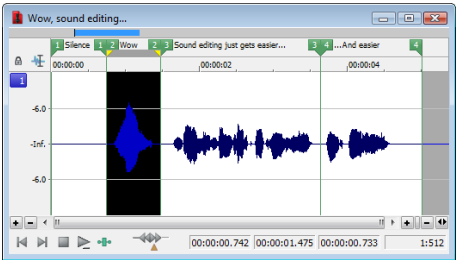 Wow, sound editing...
1 Silence 1 2 Wow 2 3 Sound editing just gets easier... 3 4 ...And easier 4
00:00:00 ,00:00:02 ,00:00:04
1
-6.0
-Inf.
-6.0
00:00:00.742 00:00:01.475 00:00:00.733 1:512